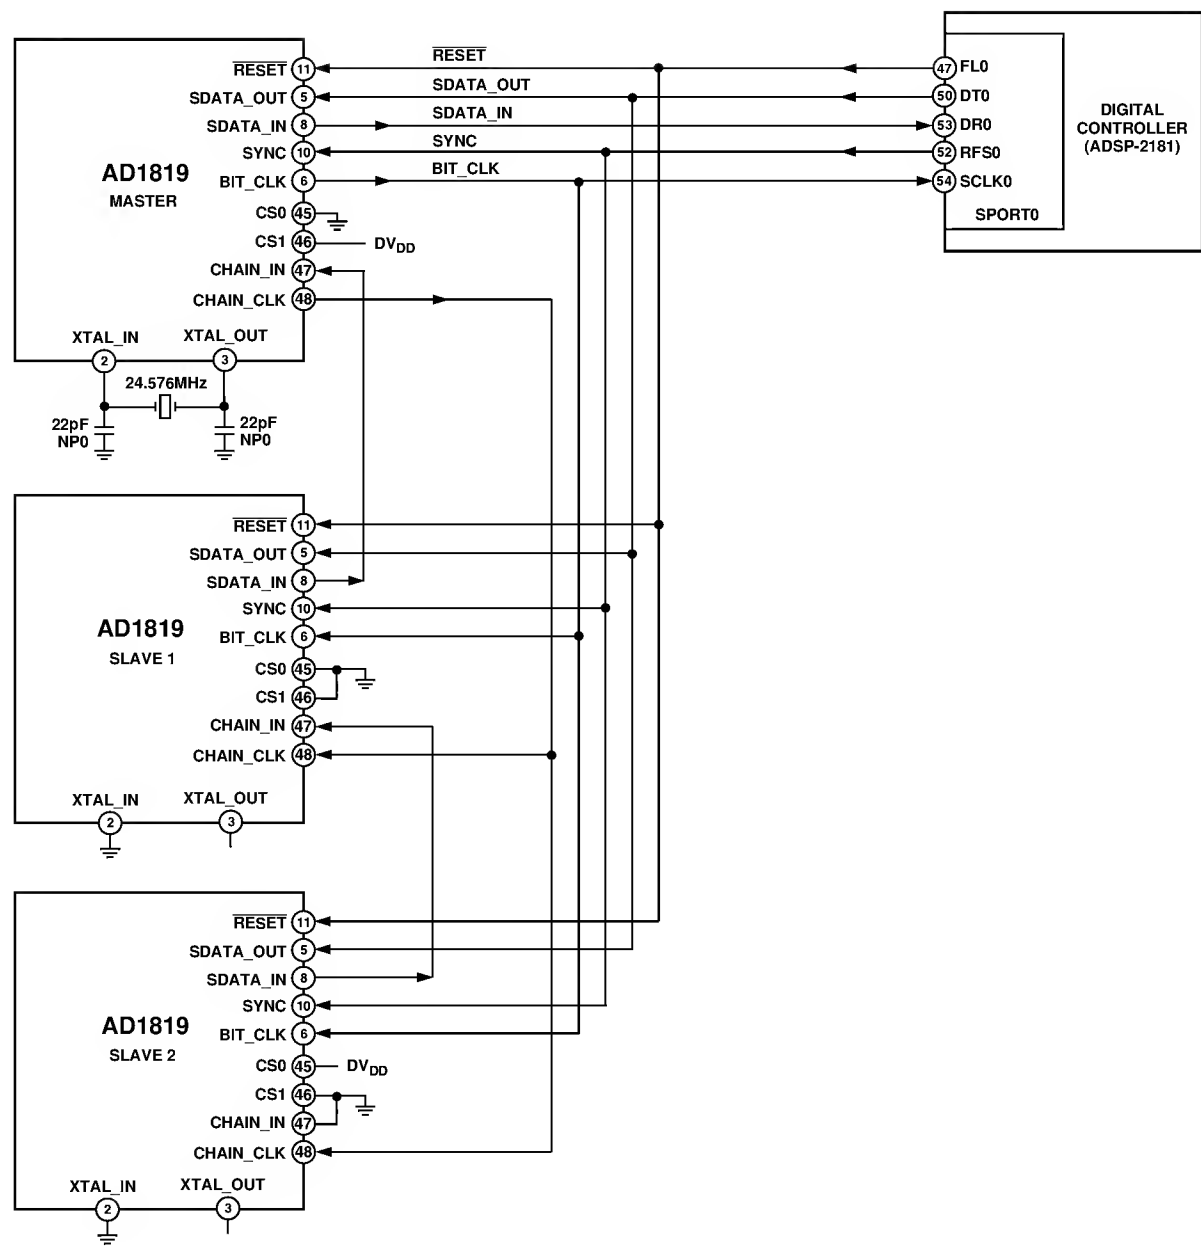 RESET 11
SDATA_OUT 5
SDATA_IN 8
SYNC 10
BIT_CLK 6
CS0 45
CS1 46 DVDD
CHAIN_IN 47
CHAIN_CLK 48
AD1819
MASTER
XTAL_IN
2
XTAL_OUT
3
24.576MHz
22pF
NP0
22pF
NP0
RESET
SDATA_OUT
SDATA_IN
SYNC
BIT_CLK
47 FL0
50 DT0
53 DR0
52 RFS0
54 SCLK0
SPORT0
DIGITAL
CONTROLLER
(ADSP-2181)
RESET 11
SDATA_OUT 5
SDATA_IN 8
SYNC 10
BIT_CLK 6
CS0 45
CS1 46
CHAIN_IN 47
CHAIN_CLK 48
AD1819
SLAVE 1
XTAL_IN
2
XTAL_OUT
3
RESET 11
SDATA_OUT 5
SDATA_IN 8
SYNC 10
BIT_CLK 6
CS0 45 DVDD
CS1 46
CHAIN_IN 47
CHAIN_CLK 48
AD1819
SLAVE 2
XTAL_IN
2
XTAL_OUT
3